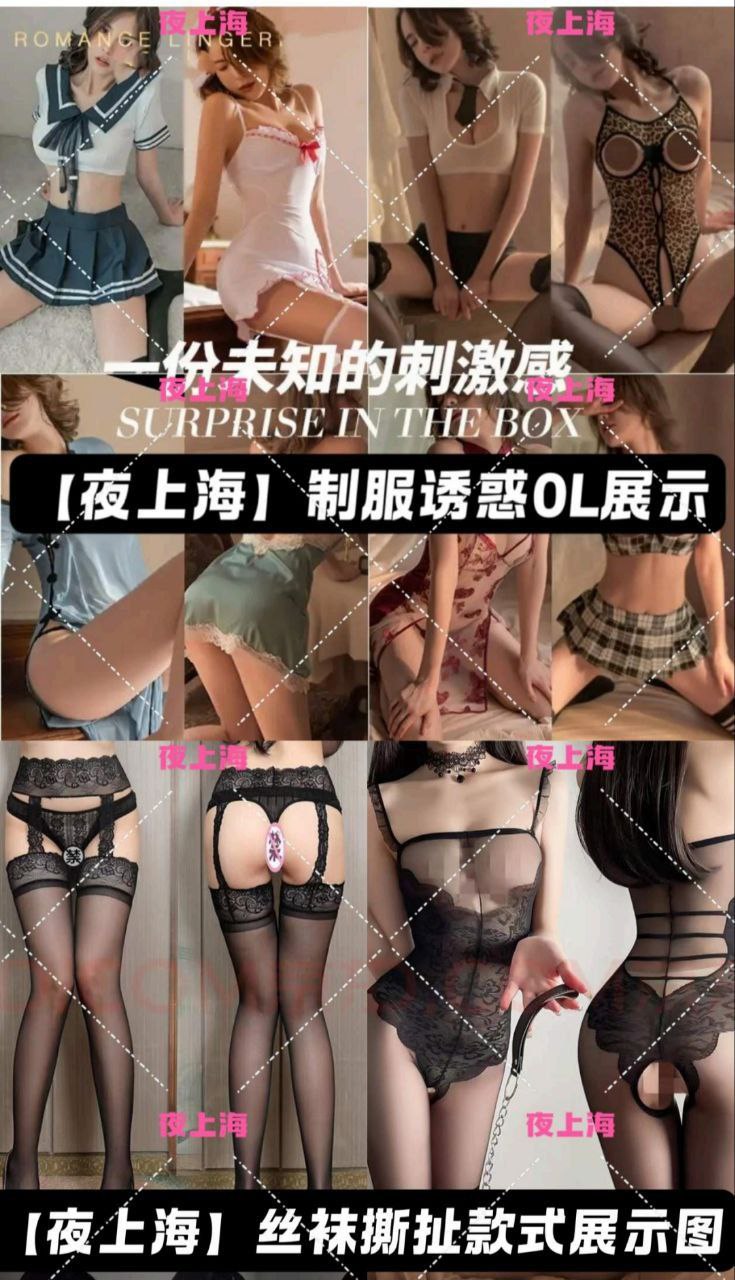 ROMANCE LINGER
夜上海
夜上海
一份未知的刺激感
夜上海
夜上海
SURPRISE IN THE BOX
【夜上海】制服诱惑OL展示
夜上海
夜上海
禁
夜上海
夜上海
【夜上海】丝袜撕扯款式展示图